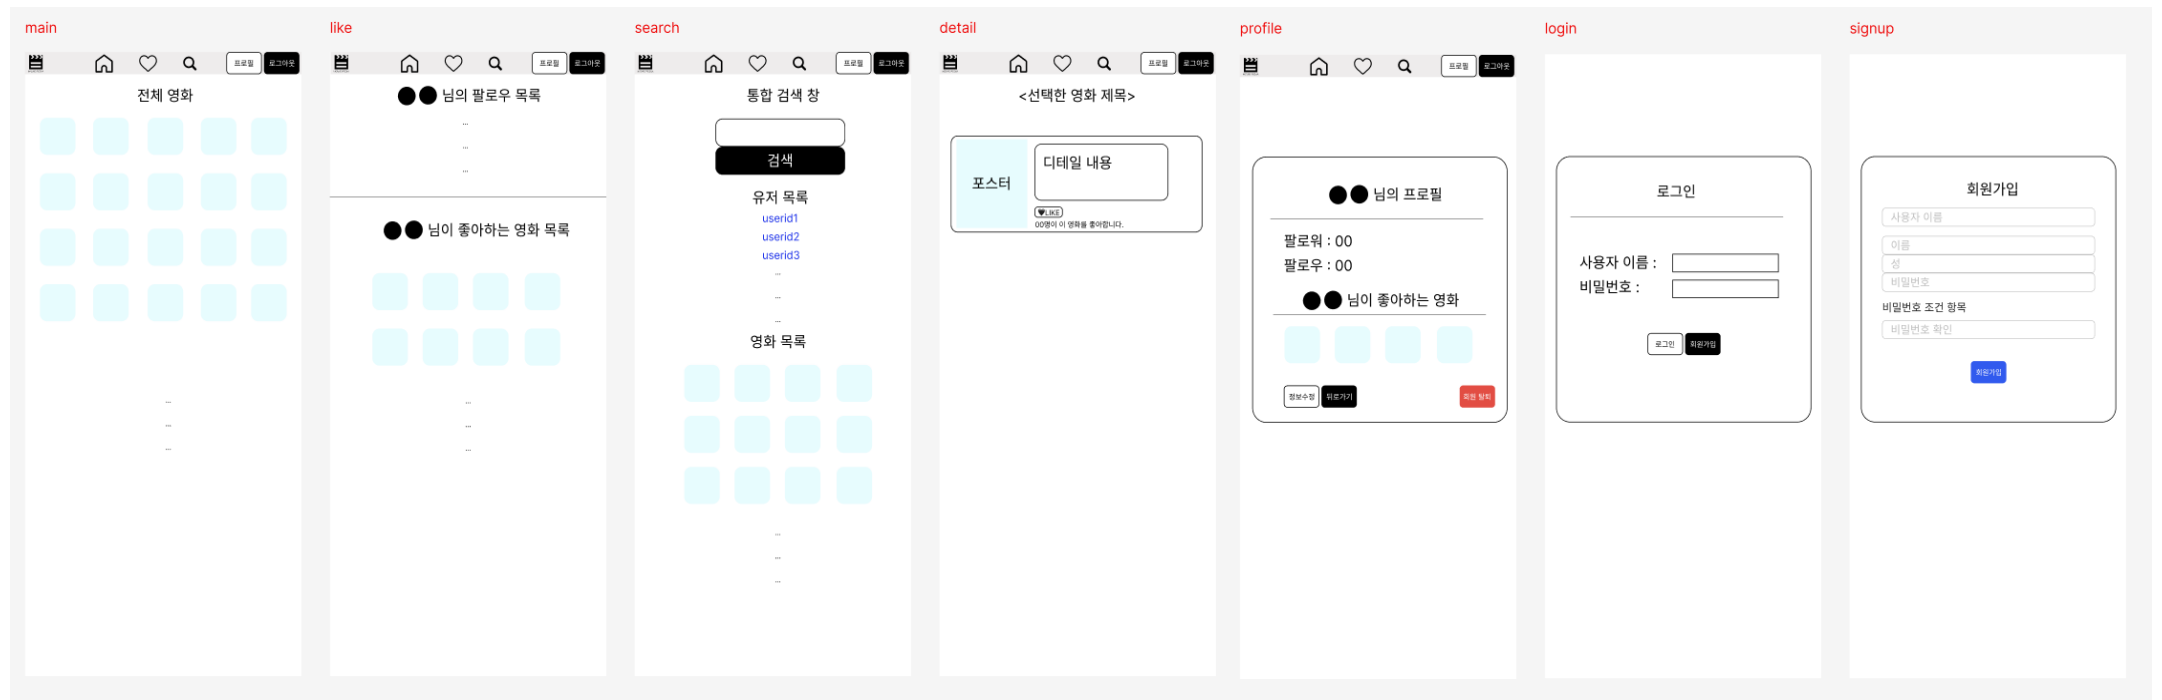 main
프로필
로그아웃
전체 영화
...
...
...
like
프로필
로그아웃
님의 팔로우 목록
...
...
...
님이 좋아하는 영화 목록
...
...
...
search
프로필
로그아웃
통합 검색 창
검색
유저 목록
userid1
userid2
userid3
...
...
...
영화 목록
...
...
...
detail
프로필
로그아웃
<선택한 영화 제목>
포스터
디테일 내용
LIKE
00명이 이 영화를 좋아합니다.
profile
프로필
로그아웃
님의 프로필
팔로워 : 00
팔로우 : 00
님이 좋아하는 영화
정보수정
뒤로가기
회원 탈퇴
login
로그인
사용자 이름 :
비밀번호 :
로그인
회원가입
signup
회원가입
사용자 이름
이름
성
비밀번호
비밀번호 조건 항목
비밀번호 확인
회원가입